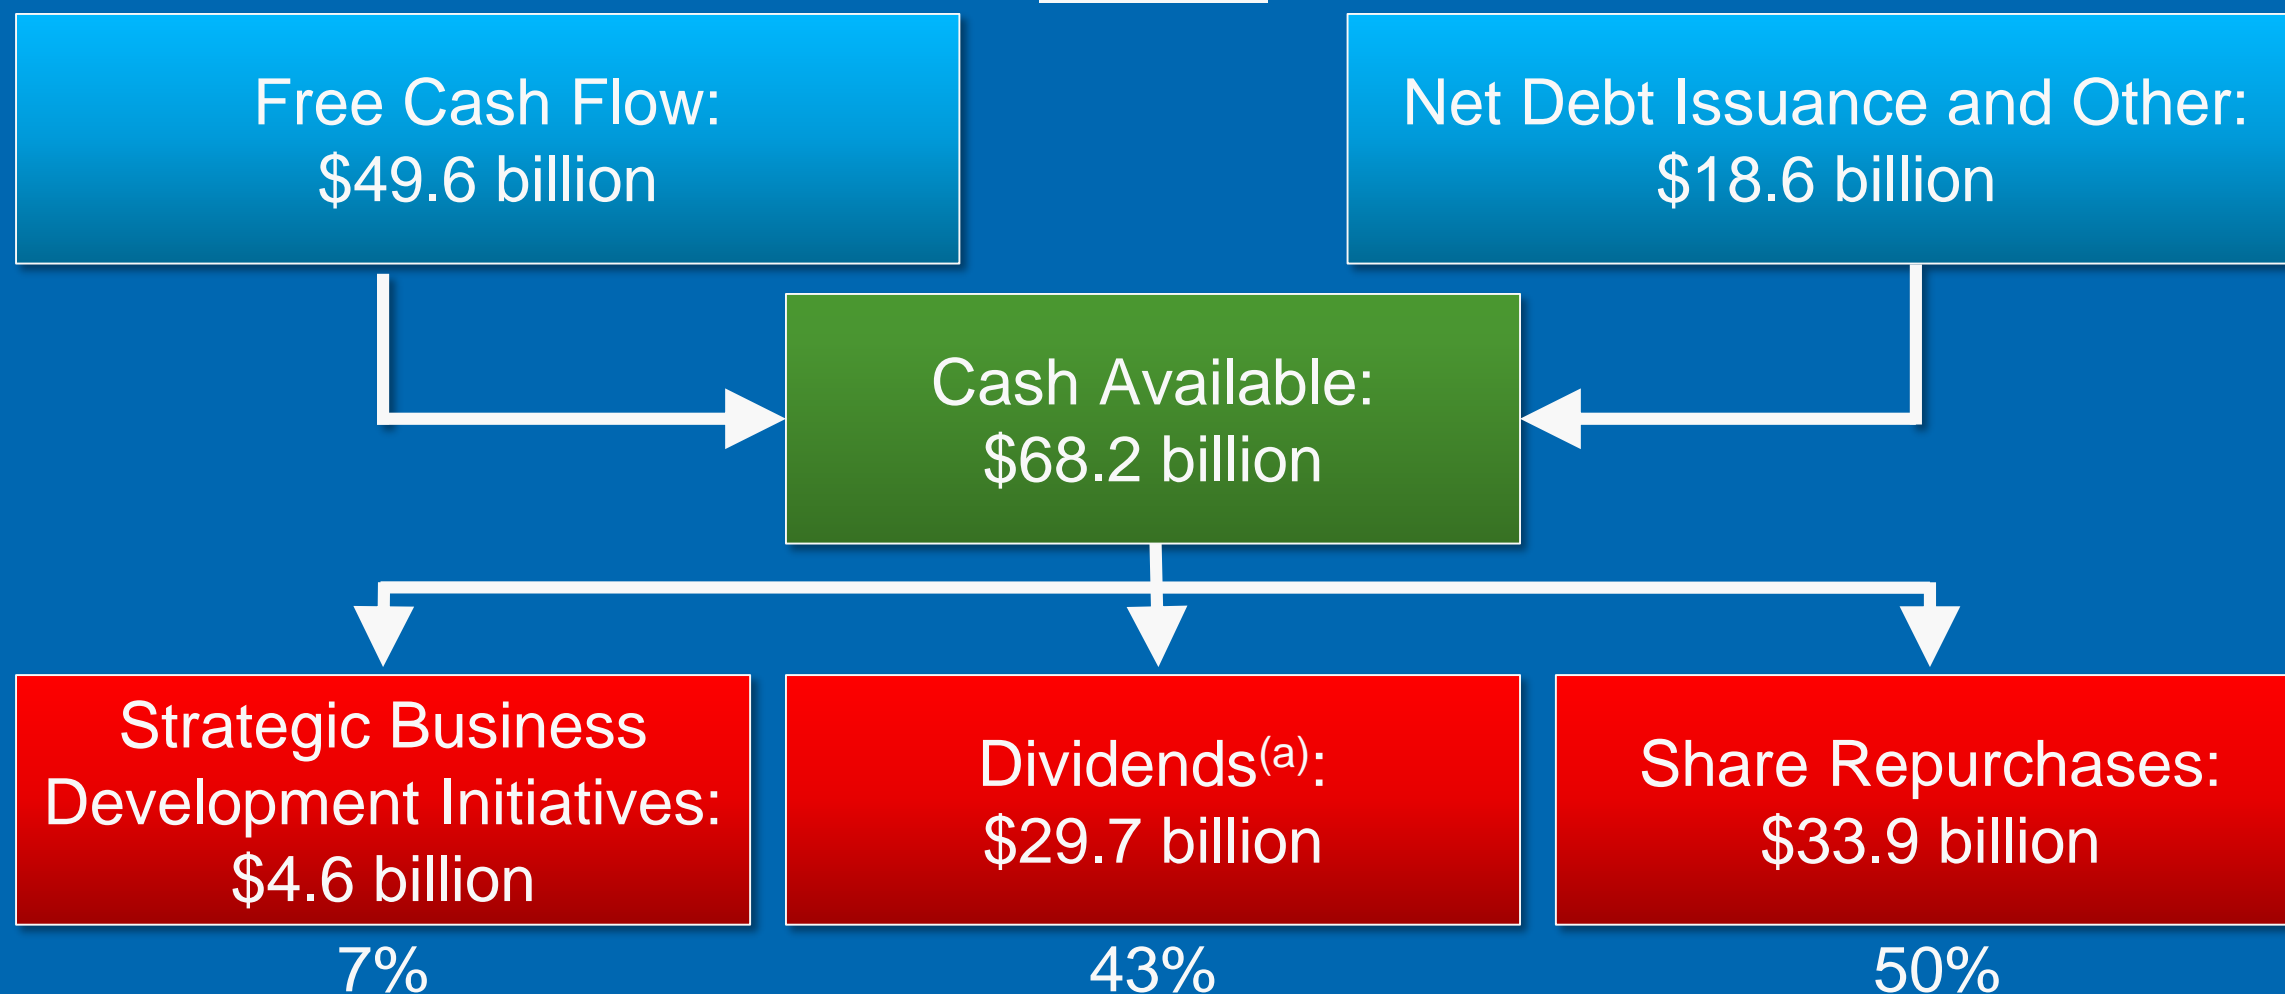 Free Cash Flow:
$49.6 billion
Net Debt Issuance and Other:
$18.6 billion
Cash Available:
$68.2 billion
Strategic Business
Development Initiatives:
$4.6 billion
Dividends(a):
$29.7 billion
Share Repurchases:
$33.9 billion
7%
43%
50%